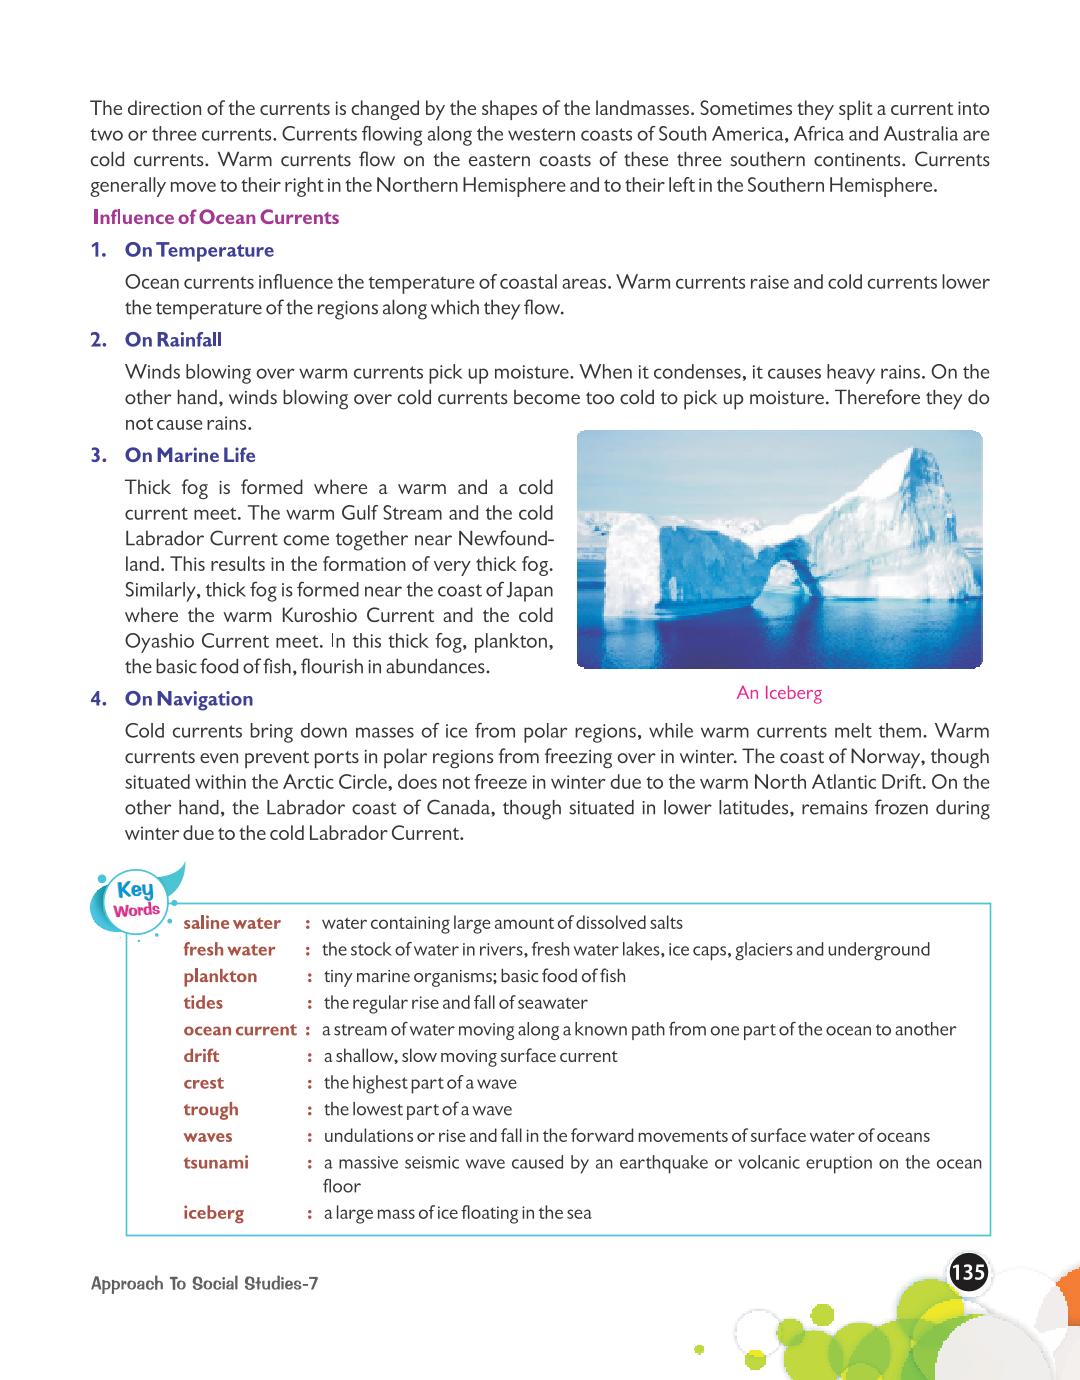 The direction of the currents is changed by the shapes of the landmasses. Sometimes they split a current into
two or three currents. Currents flowing along the western coasts of South America, Africa and Australia are
cold currents. Warm currents flow on the eastern coasts of these three southern continents. Currents
generally move to their right in the Northern Hemisphere and to their left in the Southern Hemisphere.
Influence of Ocean Currents
1. On Temperature
Ocean currents influence the temperature of coastal areas. Warm currents raise and cold currents lower
the temperature of the regions along which they flow.
2. On Rainfall
Winds blowing over warm currents pick up moisture. When it condenses, it causes heavy rains. On the
other hand, winds blowing over cold currents become too cold to pick up moisture. Therefore they do
not cause rains.
3. On Marine Life
Thick fog is formed where a warm and a cold
current meet. The warm Gulf Stream and the cold
Labrador Current come together near Newfound-
land. This results in the formation of very thick fog.
Similarly, thick fog is formed near the coast of Japan
where the warm Kuroshio Current and the cold
Oyashio Current meet. In this thick fog, plankton,
the basic food of fish, flourish in abundances.
An Iceberg
4. On Navigation
Cold currents bring down masses of ice from polar regions, while warm currents melt them. Warm
currents even prevent ports in polar regions from freezing over in winter. The coast of Norway, though
situated within the Arctic Circle, does not freeze in winter due to the warm North Atlantic Drift. On the
other hand, the Labrador coast of Canada, though situated in lower latitudes, remains frozen during
winter due to the cold Labrador Current.
Key
Words
saline water : water containing large amount of dissolved salts
fresh water : the stock of water in rivers, fresh water lakes, ice caps, glaciers and underground
plankton : tiny marine organisms; basic food of fish
tides : the regular rise and fall of seawater
ocean current : a stream of water moving along a known path from one part of the ocean to another
drift : a shallow, slow moving surface current
crest : the highest part of a wave
trough : the lowest part of a wave
waves : undulations or rise and fall in the forward movements of surface water of oceans
tsunami : a massive seismic wave caused by an earthquake or volcanic eruption on the ocean
floor
iceberg : a large mass of ice floating in the sea
Approach To Social Studies-7
135